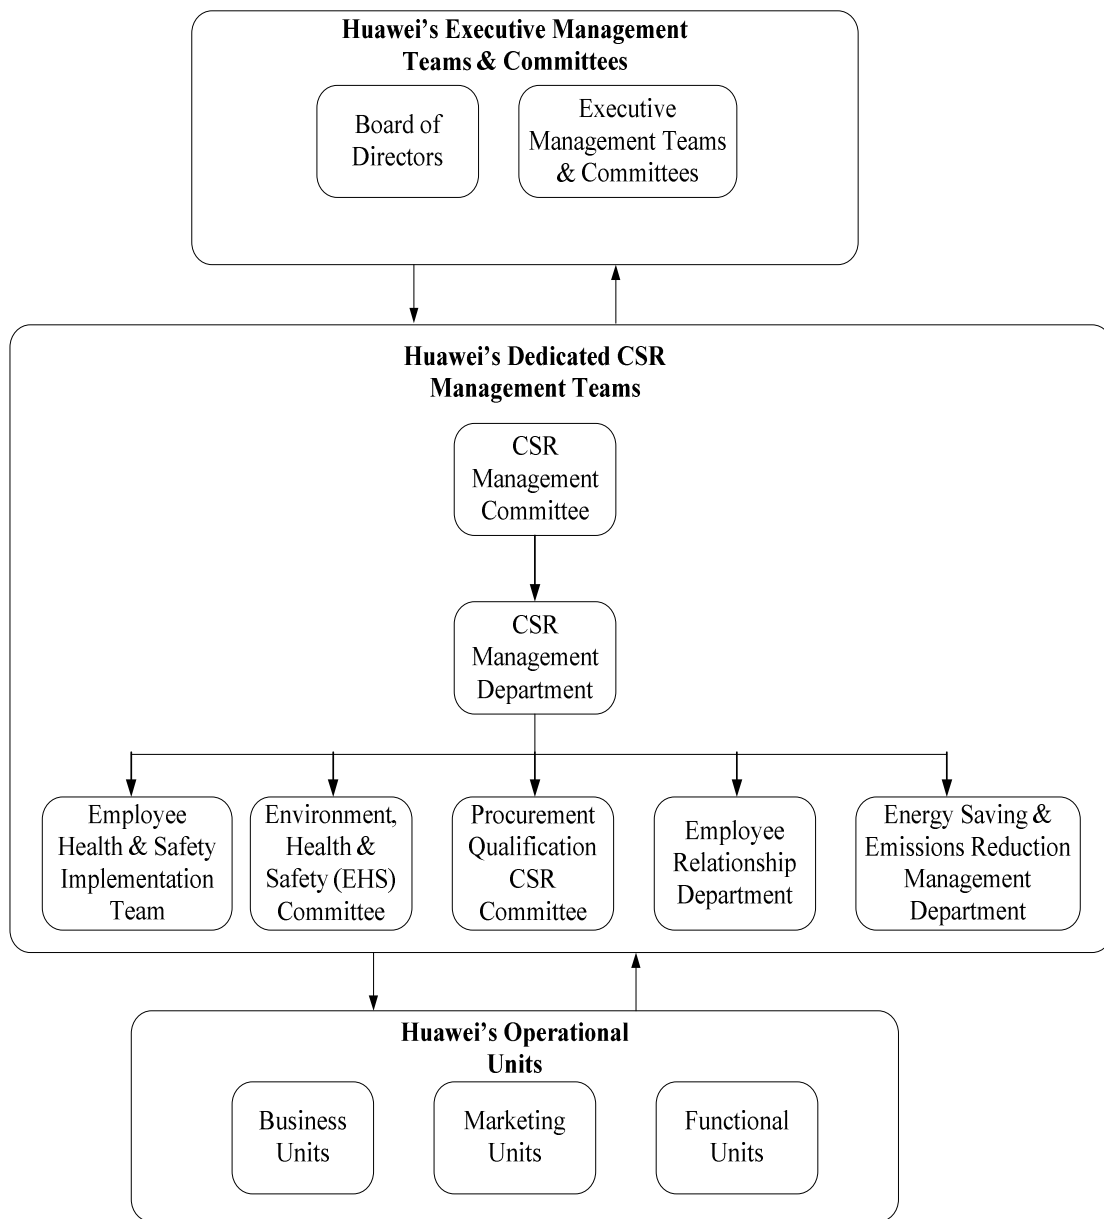 Huawei's Executive Management
Teams & Committees
Board of
Directors
Executive
Management Teams
& Committees
Huawei's Dedicated CSR
Management Teams
CSR
Management
Committee
CSR
Management
Department
Employee
Health & Safety
Implementation
Team
Environment,
Health &
Safety (EHS)
Committee
Procurement
Qualification
CSR
Committee
Employee
Relationship
Department
Energy Saving &
Emissions Reduction
Management
Department
Huawei's Operational
Units
Business
Units
Marketing
Units
Functional
Units